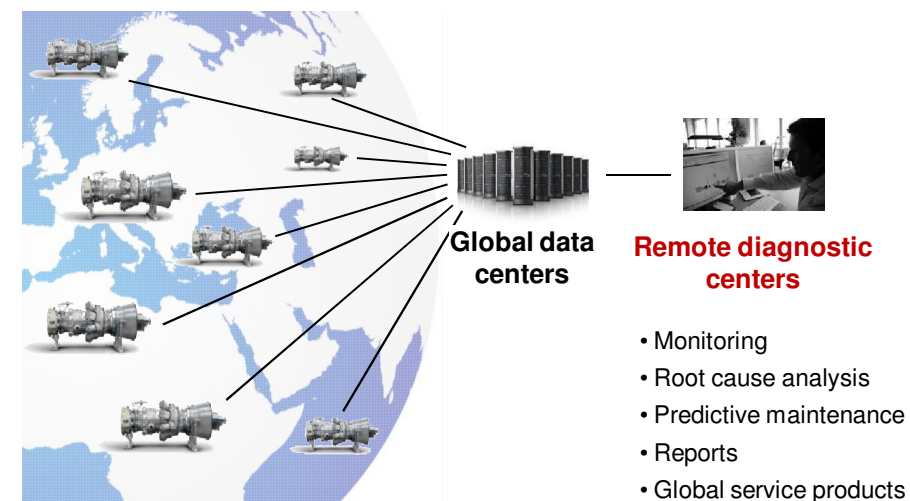 Global data
centers
Remote diagnostic
centers
• Monitoring
• Root cause analysis
• Predictive maintenance
• Reports
• Global service products